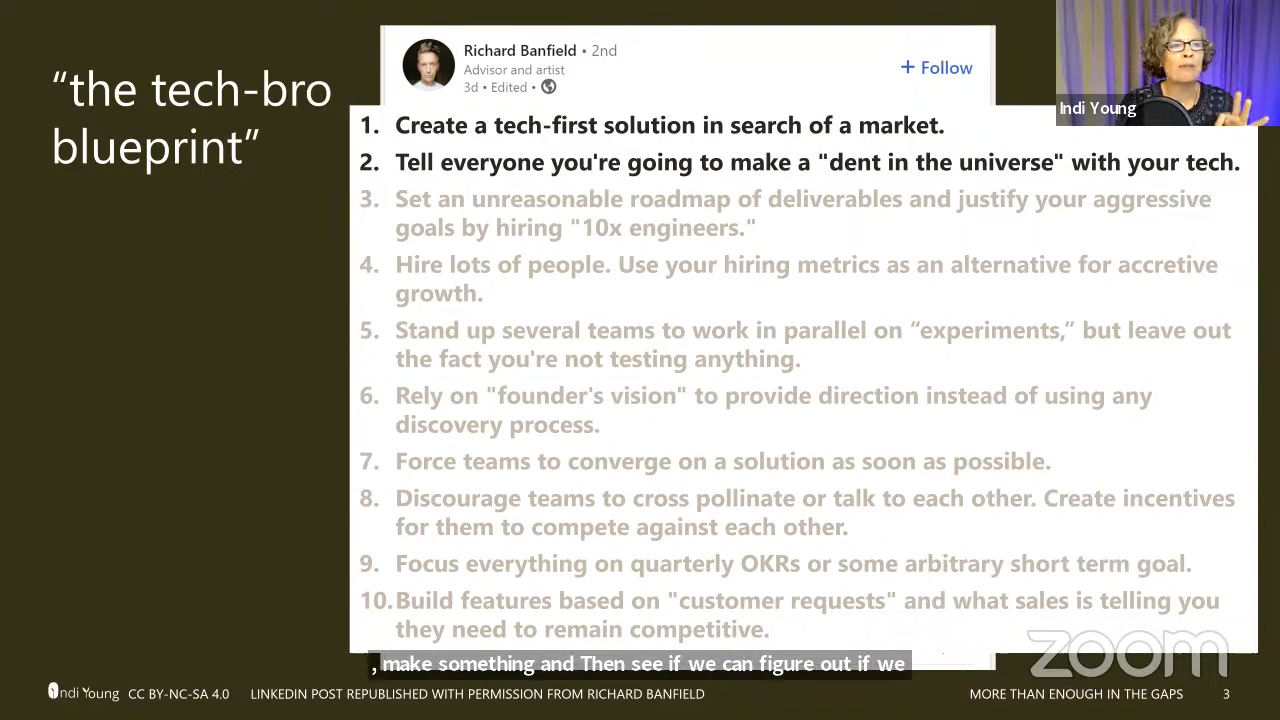 “the tech-bro
blueprint”
Richard Banfield • 2nd
Advisor and artist
3d • Edited •
+ Follow
Indi Young
1. Create a tech-first solution in search of a market.
2. Tell everyone you're going to make a "dent in the universe" with your tech.
3. Set an unreasonable roadmap of deliverables and justify your aggressive
goals by hiring "10x engineers."
4. Hire lots of people. Use your hiring metrics as an alternative for accretive
growth.
5. Stand up several teams to work in parallel on “experiments,” but leave out
the fact you're not testing anything.
6. Rely on "founder's vision" to provide direction instead of using any
discovery process.
7. Force teams to converge on a solution as soon as possible.
8. Discourage teams to cross pollinate or talk to each other. Create incentives
for them to compete against each other.
9. Focus everything on quarterly OKRs or some arbitrary short term goal.
10. Build features based on "customer requests" and what sales is telling you
they need to remain competitive.
zoom
, make something and Then see if we can figure out if we
Indi Young CC BY-NC-SA 4.0 LINKEDIN POST REPUBLISHED WITH PERMISSION FROM RICHARD BANFIELD MORE THAN ENOUGH IN THE GAPS 3